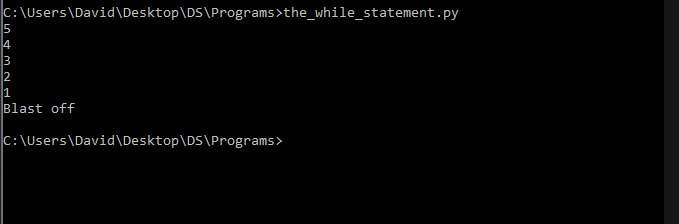 C:\Users\David\Desktop\DS\Programs>the_while_statement.py
5
4
3
2
1
Blast off
C:\Users\David\Desktop\DS\Programs>